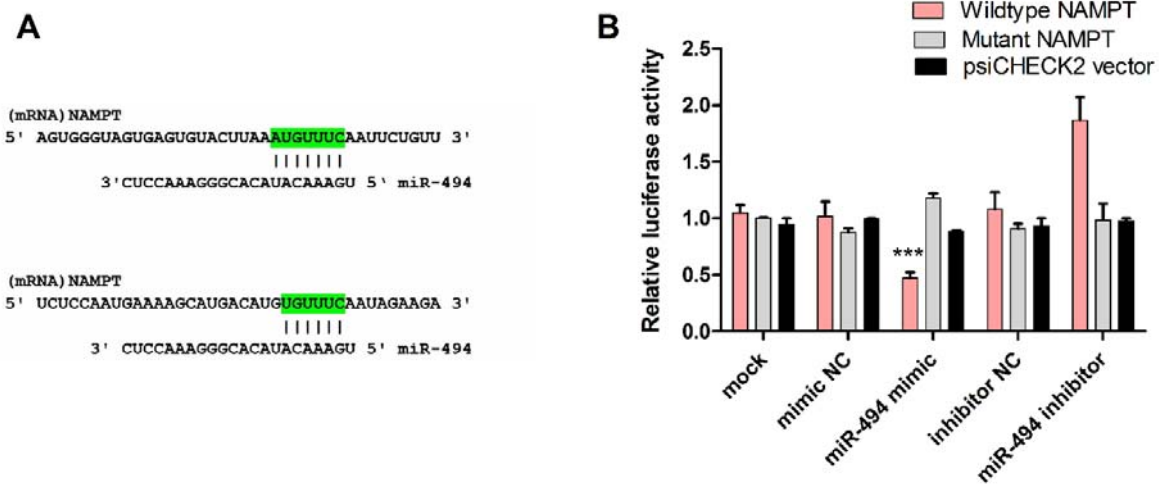 A
(mRNA)NAMPT
5' AGUGGGUAGUGAGUGUACUUAAAUGUUUCAAUUCUGUU 3'
3'CUCCAAAGGGCACAUACAAAGU 5' miR-494
(mRNA)NAMPT
5' UCUCCAAUGAAAAGCAUGACAUGUGUUUCAAUAGAAGA 3'
3' CUCCAAAGGGCACAUACAAAGU 5' miR-494
B
Wildtype NAMPT
Mutant NAMPT
psiCHECK2 vector
Relative luciferase activity
2.5
2.0
1.5
1.0
0.5
0.0
***
mock
mimic NC
miR-494 mimic
inhibitor NC
miR-494 inhibitor